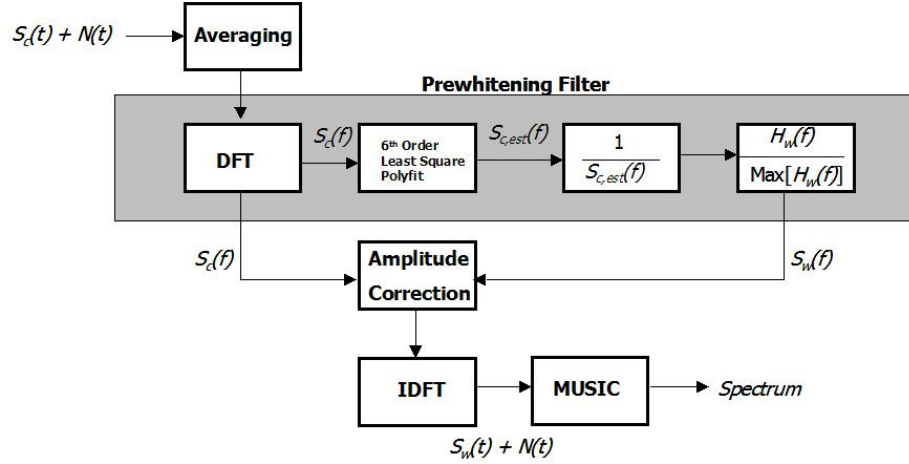 S_c(t) + N(t)
Averaging
Prewhitening Filter
DFT
S_c(f)
6th Order
Least Square
Polyfit
S_c,est(f)
1
S_c,est(f)
H_w(f)
Max[H_w(f)]
S_c(f)
S_w(f)
Amplitude
Correction
IDFT
MUSIC
Spectrum
S_w(t) + N(t)